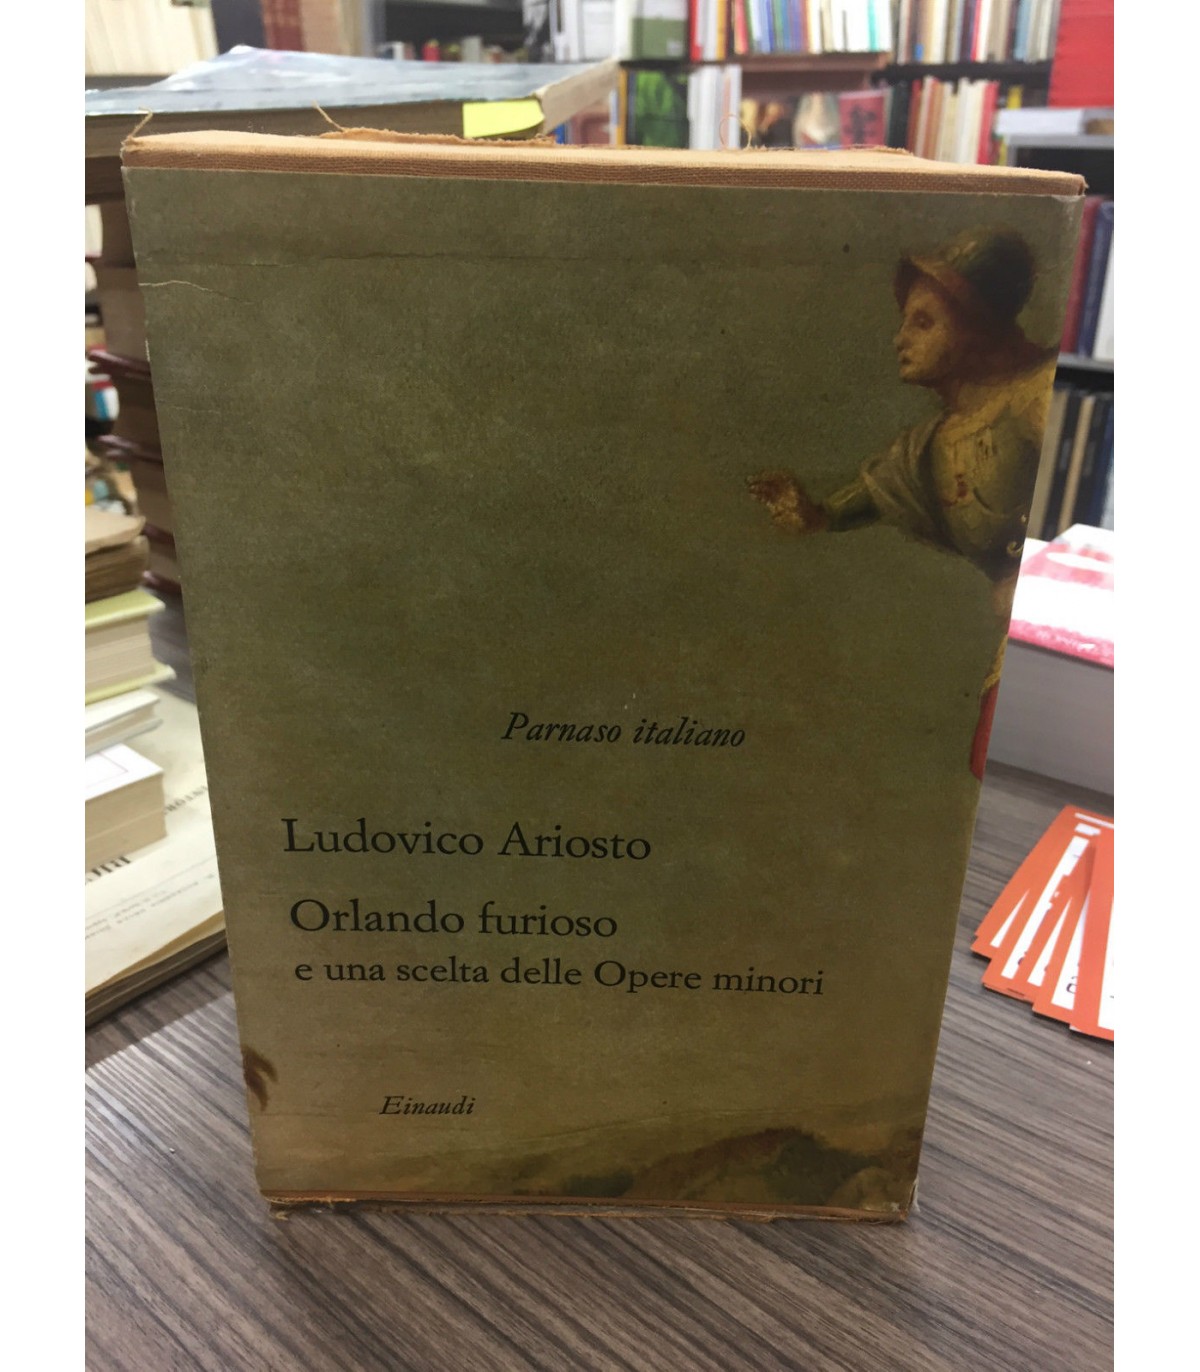 Parnaso italiano
Ludovico Ariosto
Orlando furioso
e una scelta delle Opere minori
Einaudi